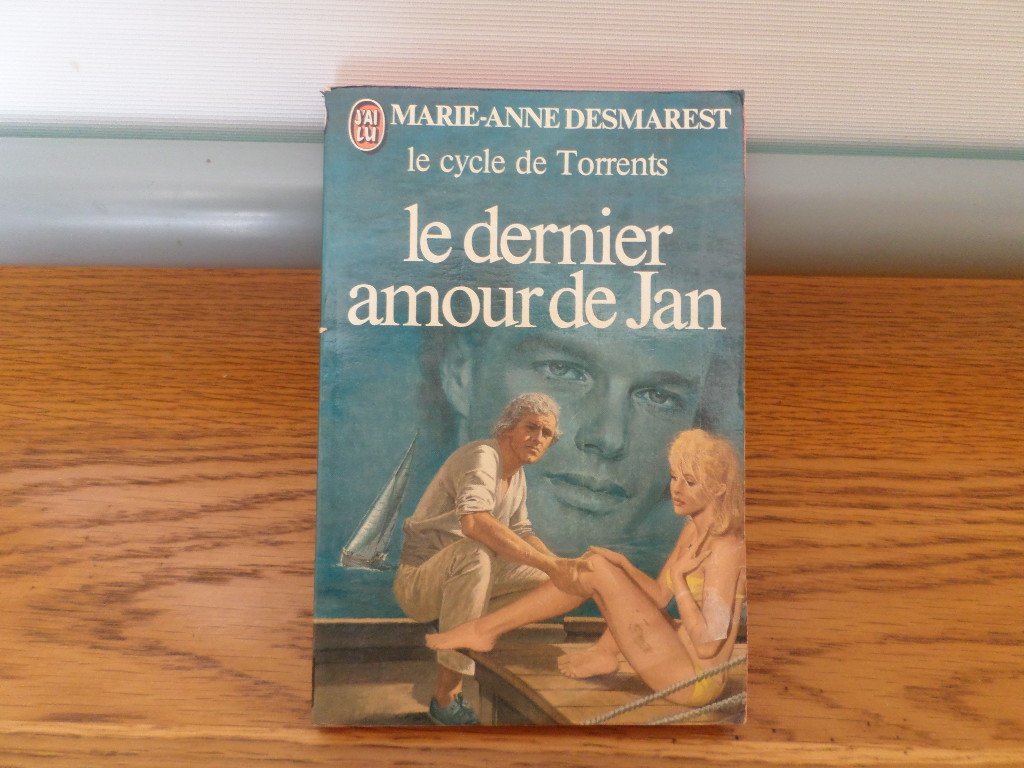 J'AI
LU
MARIE-ANNE DESMAREST
le cycle de Torrents
le dernier
amour de Jan